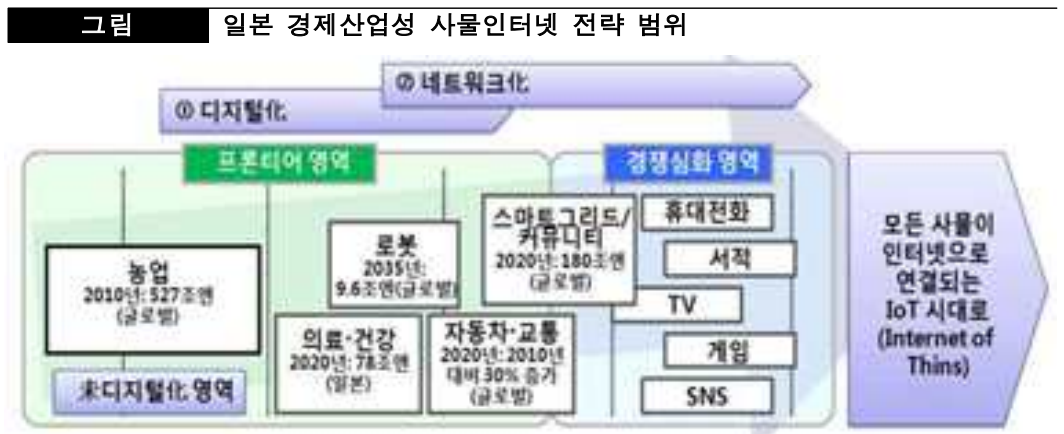 그림
일본 경제산업성 사물인터넷 전략 범위
② 네트워크化
① 디지털化
프론티어 영역
경쟁심화 영역
농업
2010년: 527조엔
(글로벌)
未디지털化 영역
로봇
2035년:
9.6조엔(글로벌)
의료·건강
2020년: 78조엔
(일본)
스마트그리드/
커뮤니티
2020년: 180조엔
(글로벌)
자동차·교통
2020년: 2010년
대비 30% 증가
(글로벌)
휴대전화
서적
TV
게임
SNS
모든 사물이
인터넷으로
연결되는
IoT 시대로
(Internet of
Thins)